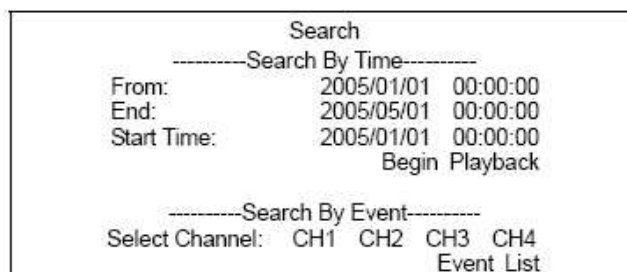 Search
----------Search By Time----------
From: 2005/01/01 00:00:00
End: 2005/05/01 00:00:00
Start Time: 2005/01/01 00:00:00
Begin Playback
----------Search By Event----------
Select Channel: CH1 CH2 CH3 CH4
Event List